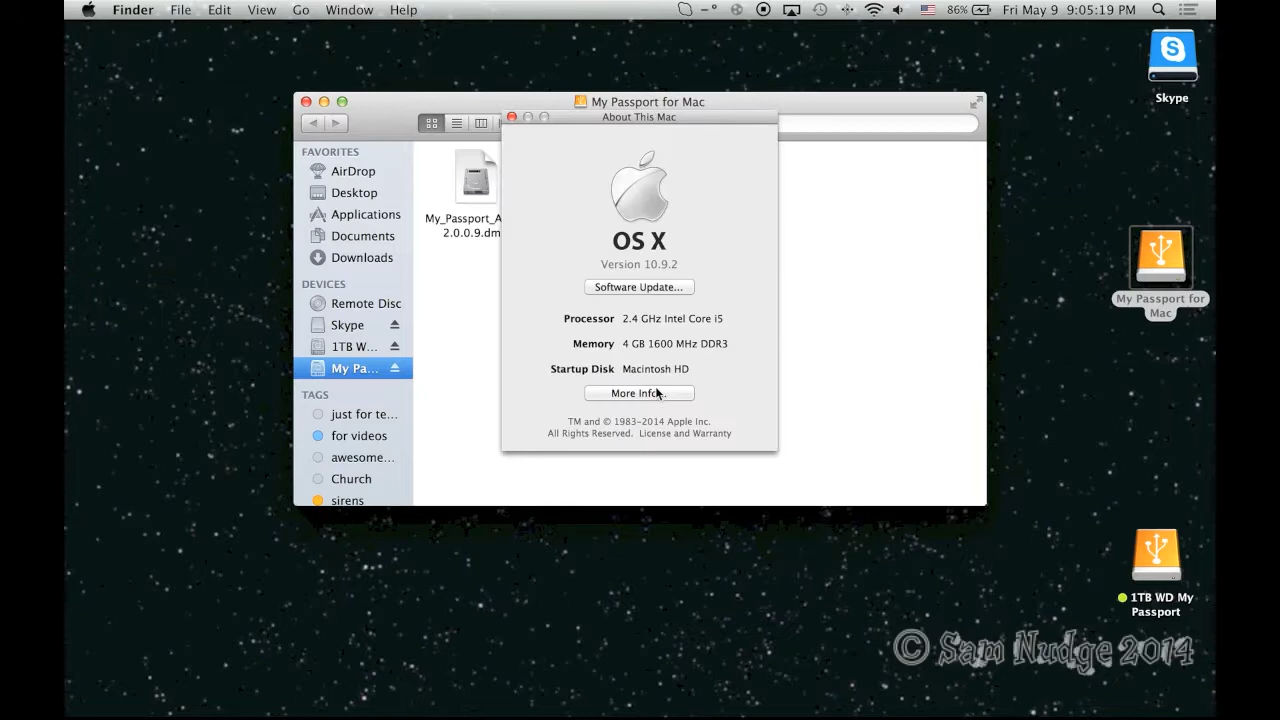 Finder File Edit View Go Window Help 86% Fri May 9 9:05:19 PM
Skype
My Passport for Mac
About This Mac
FAVORITES
AirDrop
Desktop
Applications
Documents
Downloads
DEVICES
Remote Disc
Skype
1TB W...
My Pa...
TAGS
just for te...
for videos
awesome...
Church
sirens
My_Passport_A
2.0.0.9.dm
OS X
Version 10.9.2
Software Update...
Processor 2.4 GHz Intel Core i5
Memory 4 GB 1600 MHz DDR3
Startup Disk Macintosh HD
More Info...
TM and © 1983-2014 Apple Inc.
All Rights Reserved. License and Warranty
My Passport for
Mac
1TB WD My
Passport
© Sam Nudge 2014